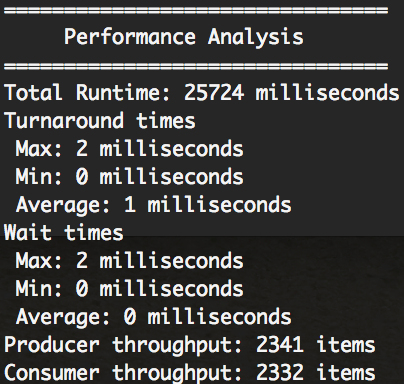 ================================
Performance Analysis
================================
Total Runtime: 25724 milliseconds
Turnaround times
Max: 2 milliseconds
Min: 0 milliseconds
Average: 1 milliseconds
Wait times
Max: 2 milliseconds
Min: 0 milliseconds
Average: 0 milliseconds
Producer throughput: 2341 items
Consumer throughput: 2332 items